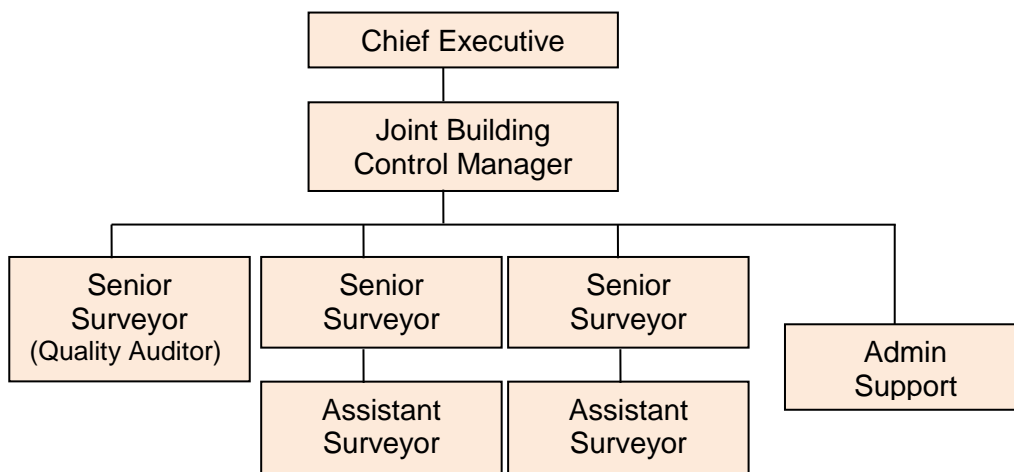 Chief Executive
Joint Building
Control Manager
Senior
Surveyor
(Quality Auditor)
Senior
Surveyor
Senior
Surveyor
Admin
Support
Assistant
Surveyor
Assistant
Surveyor